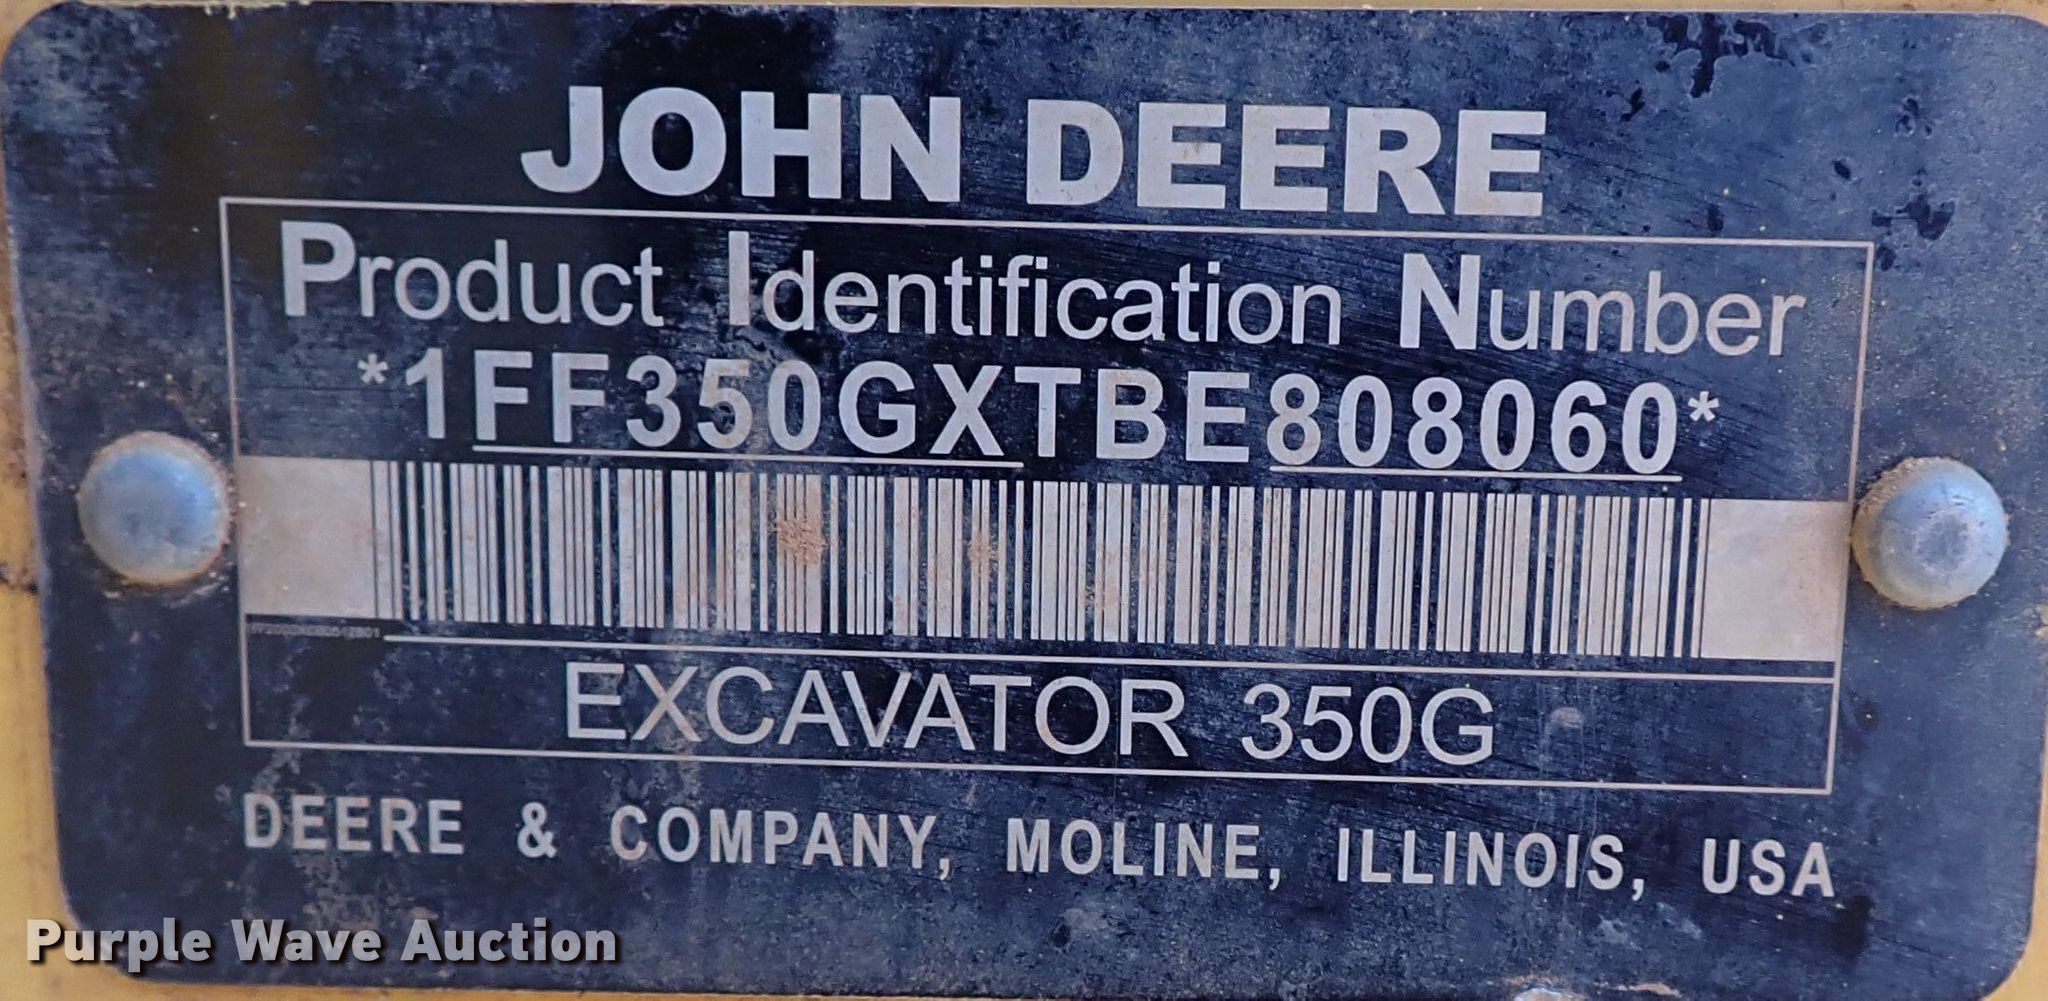 JOHN DEERE
Product Identification Number
*1FF350GXTBE808060*
EXCAVATOR 350G
DEERE & COMPANY, MOLINE, ILLINOIS, USA
Purple Wave Auction